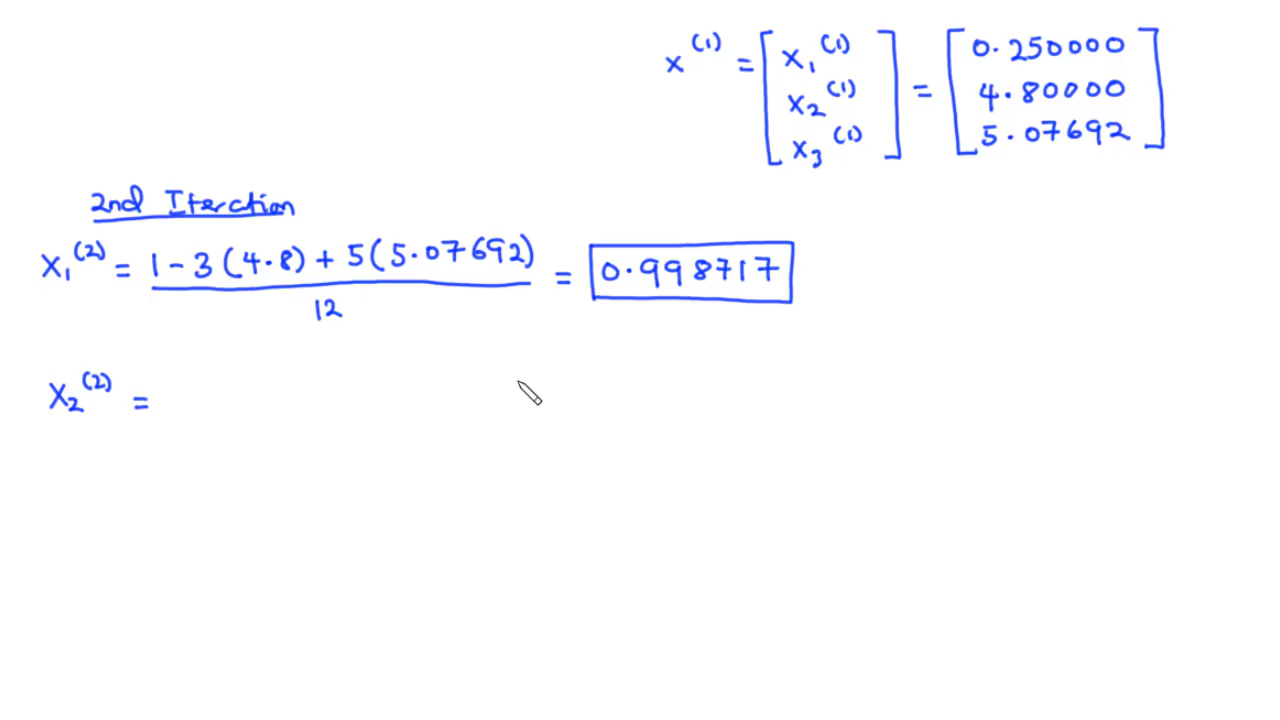 x^(1) = [x₁^(1) x₂^(1) x₃^(1)] = [0.250000 4.80000 5.07692]
2nd Iteration
x₁^(2) = (1 - 3(4.8) + 5(5.07692)) / 12 = 0.998717
x₂^(2) =